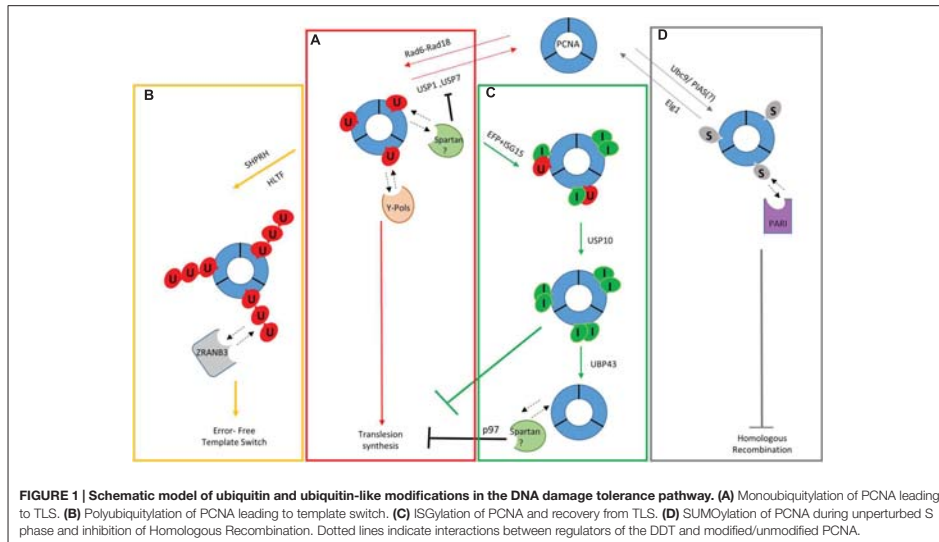 A
Rad6-Rad18
PCNA
D
USP1 ,USP7
Ubc9/ PIAS(?)
Elg1
B
C
U
U
U
Spartan
?
Y-Pols
EFP+ISG15
I
I
I
U
I
U
S
S
S
PARI
SHPRH
HLTF
U
U
U
U
U
U
U
U
U
ZRANB3
USP10
I
I
I
I
I
I
UBP43
Error- Free
Template Switch
Translesion
synthesis
p97
Spartan
?
Homologous
Recombination
FIGURE 1 | Schematic model of ubiquitin and ubiquitin-like modifications in the DNA damage tolerance pathway. (A) Monoubiquitylation of PCNA leading
to TLS. (B) Polyubiquitylation of PCNA leading to template switch. (C) ISGylation of PCNA and recovery from TLS. (D) SUMOylation of PCNA during unperturbed S
phase and inhibition of Homologous Recombination. Dotted lines indicate interactions between regulators of the DDT and modified/unmodified PCNA.